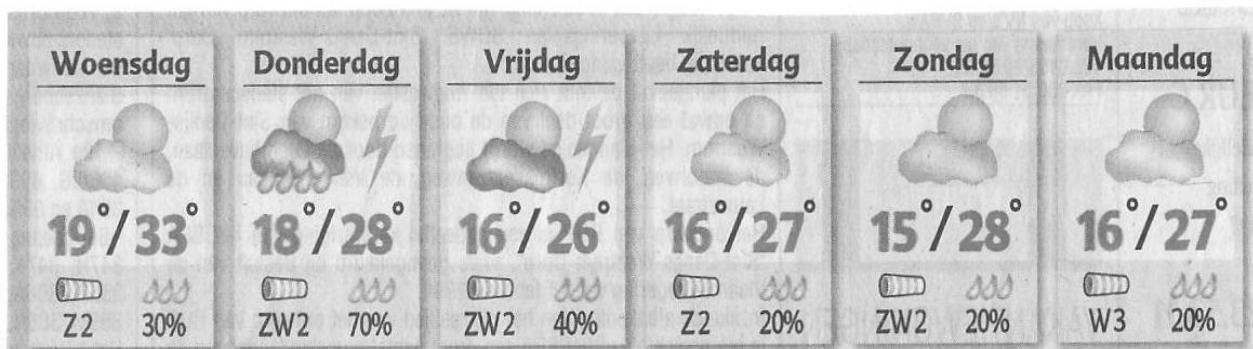 Woensdag
19°/33°
Z2 30%
Donderdag
18°/28°
ZW2 70%
Vrijdag
16°/26°
ZW2 40%
Zaterdag
16°/27°
Z2 20%
Zondag
15°/28°
ZW2 20%
Maandag
16°/27°
W3 20%